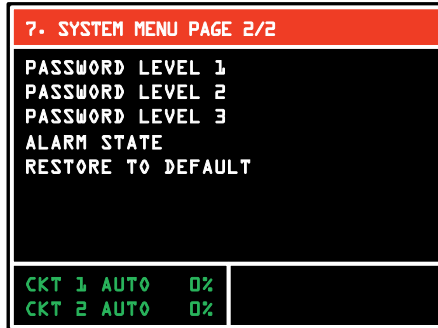 7. SYSTEM MENU PAGE 2/2
PASSWORD LEVEL 1
PASSWORD LEVEL 2
PASSWORD LEVEL 3
ALARM STATE
RESTORE TO DEFAULT
CKT 1 AUTO 0%
CKT 2 AUTO 0%